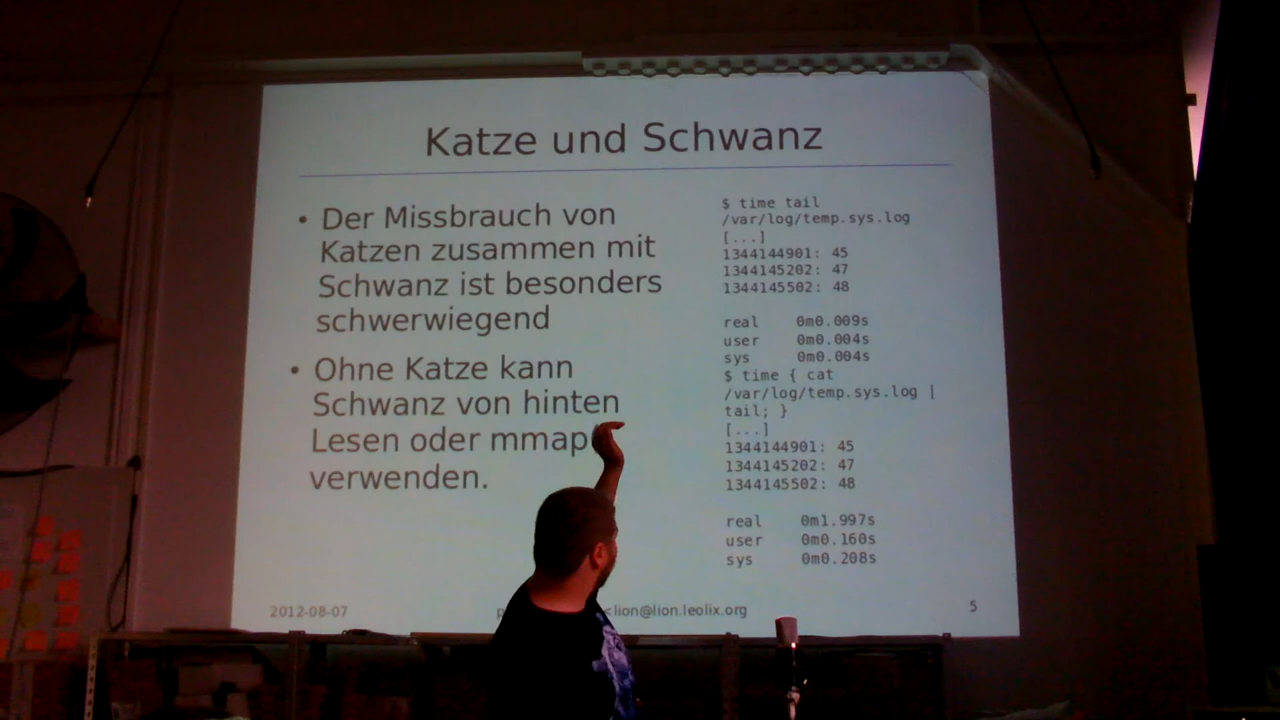 Katze und Schwanz
• Der Missbrauch von
Katzen zusammen mit
Schwanz ist besonders
schwerwiegend
• Ohne Katze kann
Schwanz von hinten
Lesen oder mmap
verwenden.
$ time tail
/var/log/temp.sys.log
[...]
1344144901: 45
1344145202: 47
1344145502: 48
real 0m0.009s
user 0m0.004s
sys 0m0.004s
$ time { cat
/var/log/temp.sys.log |
tail; }
[...]
1344144901: 45
1344145202: 47
1344145502: 48
real 0m1.997s
user 0m0.160s
sys 0m0.208s
2012-08-07
<lion@lion.leolix.org
5